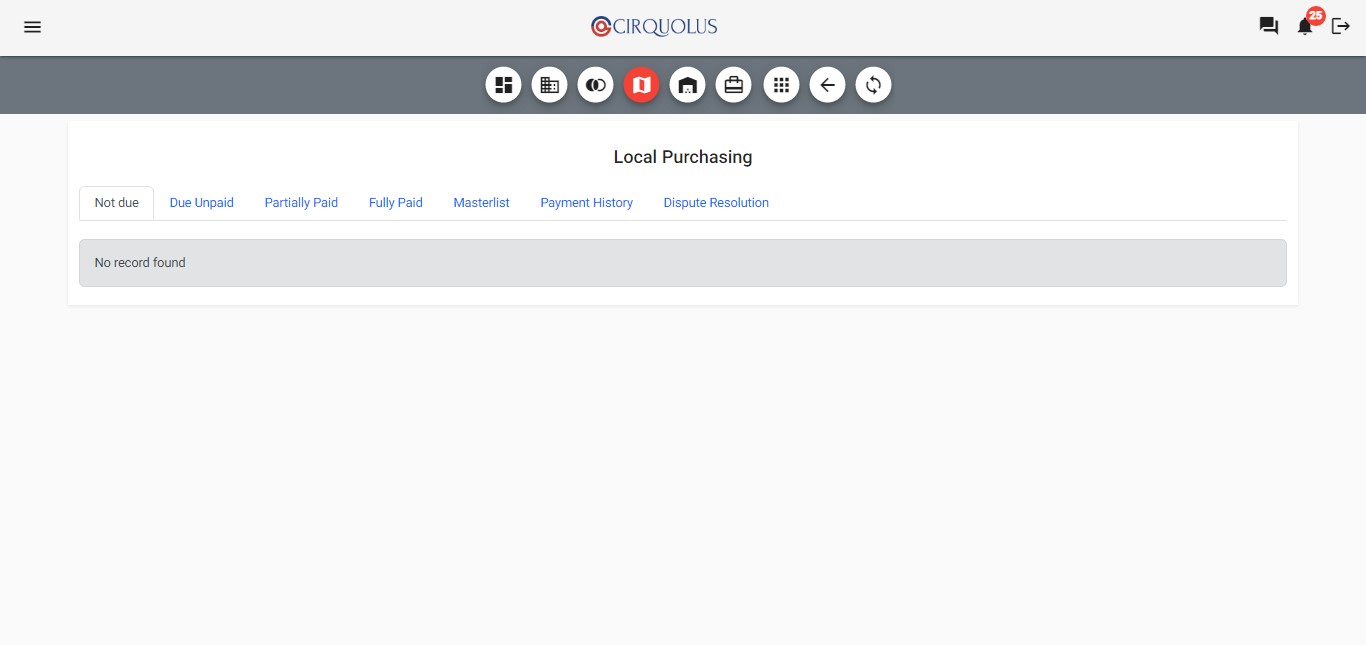 CIRQUOLUS
25
Local Purchasing
Not due Due Unpaid Partially Paid Fully Paid Masterlist Payment History Dispute Resolution
No record found